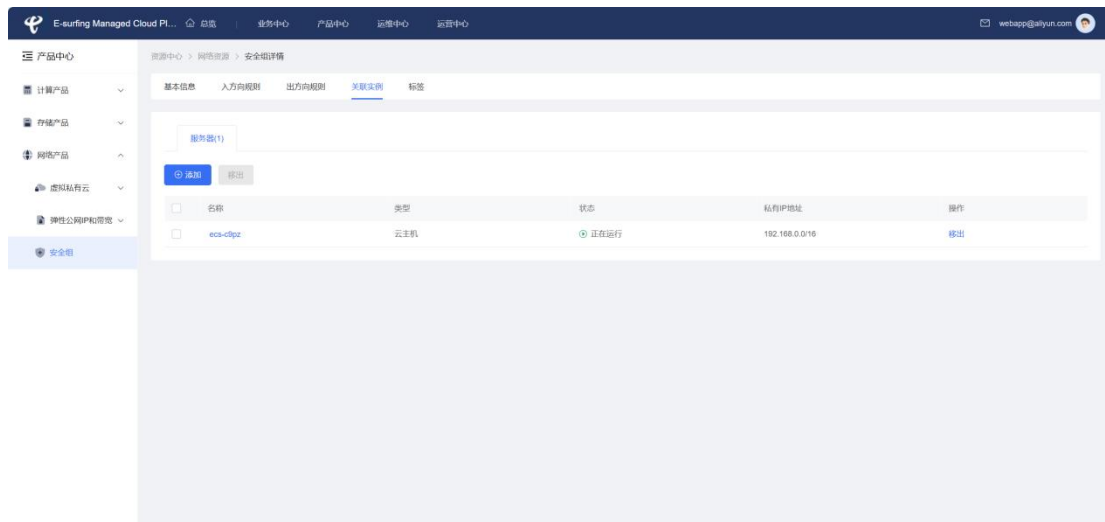 E-surfing Managed Cloud Pl... 总览 业务中心 产品中心 运维中心 运营中心 webapp@aliyun.com
产品中心
资源中心 > 网络资源 > 安全组详情
计算产品
基本信息 入方向规则 出方向规则 关联实例 标签
存储产品
服务器(1)
网络产品
添加 移出
虚拟私有云
名称 类型 状态 私有IP地址 操作
弹性公网IP和带宽
ecs-c9pz 云主机 正在运行 192.168.0.0/16 移出
安全组